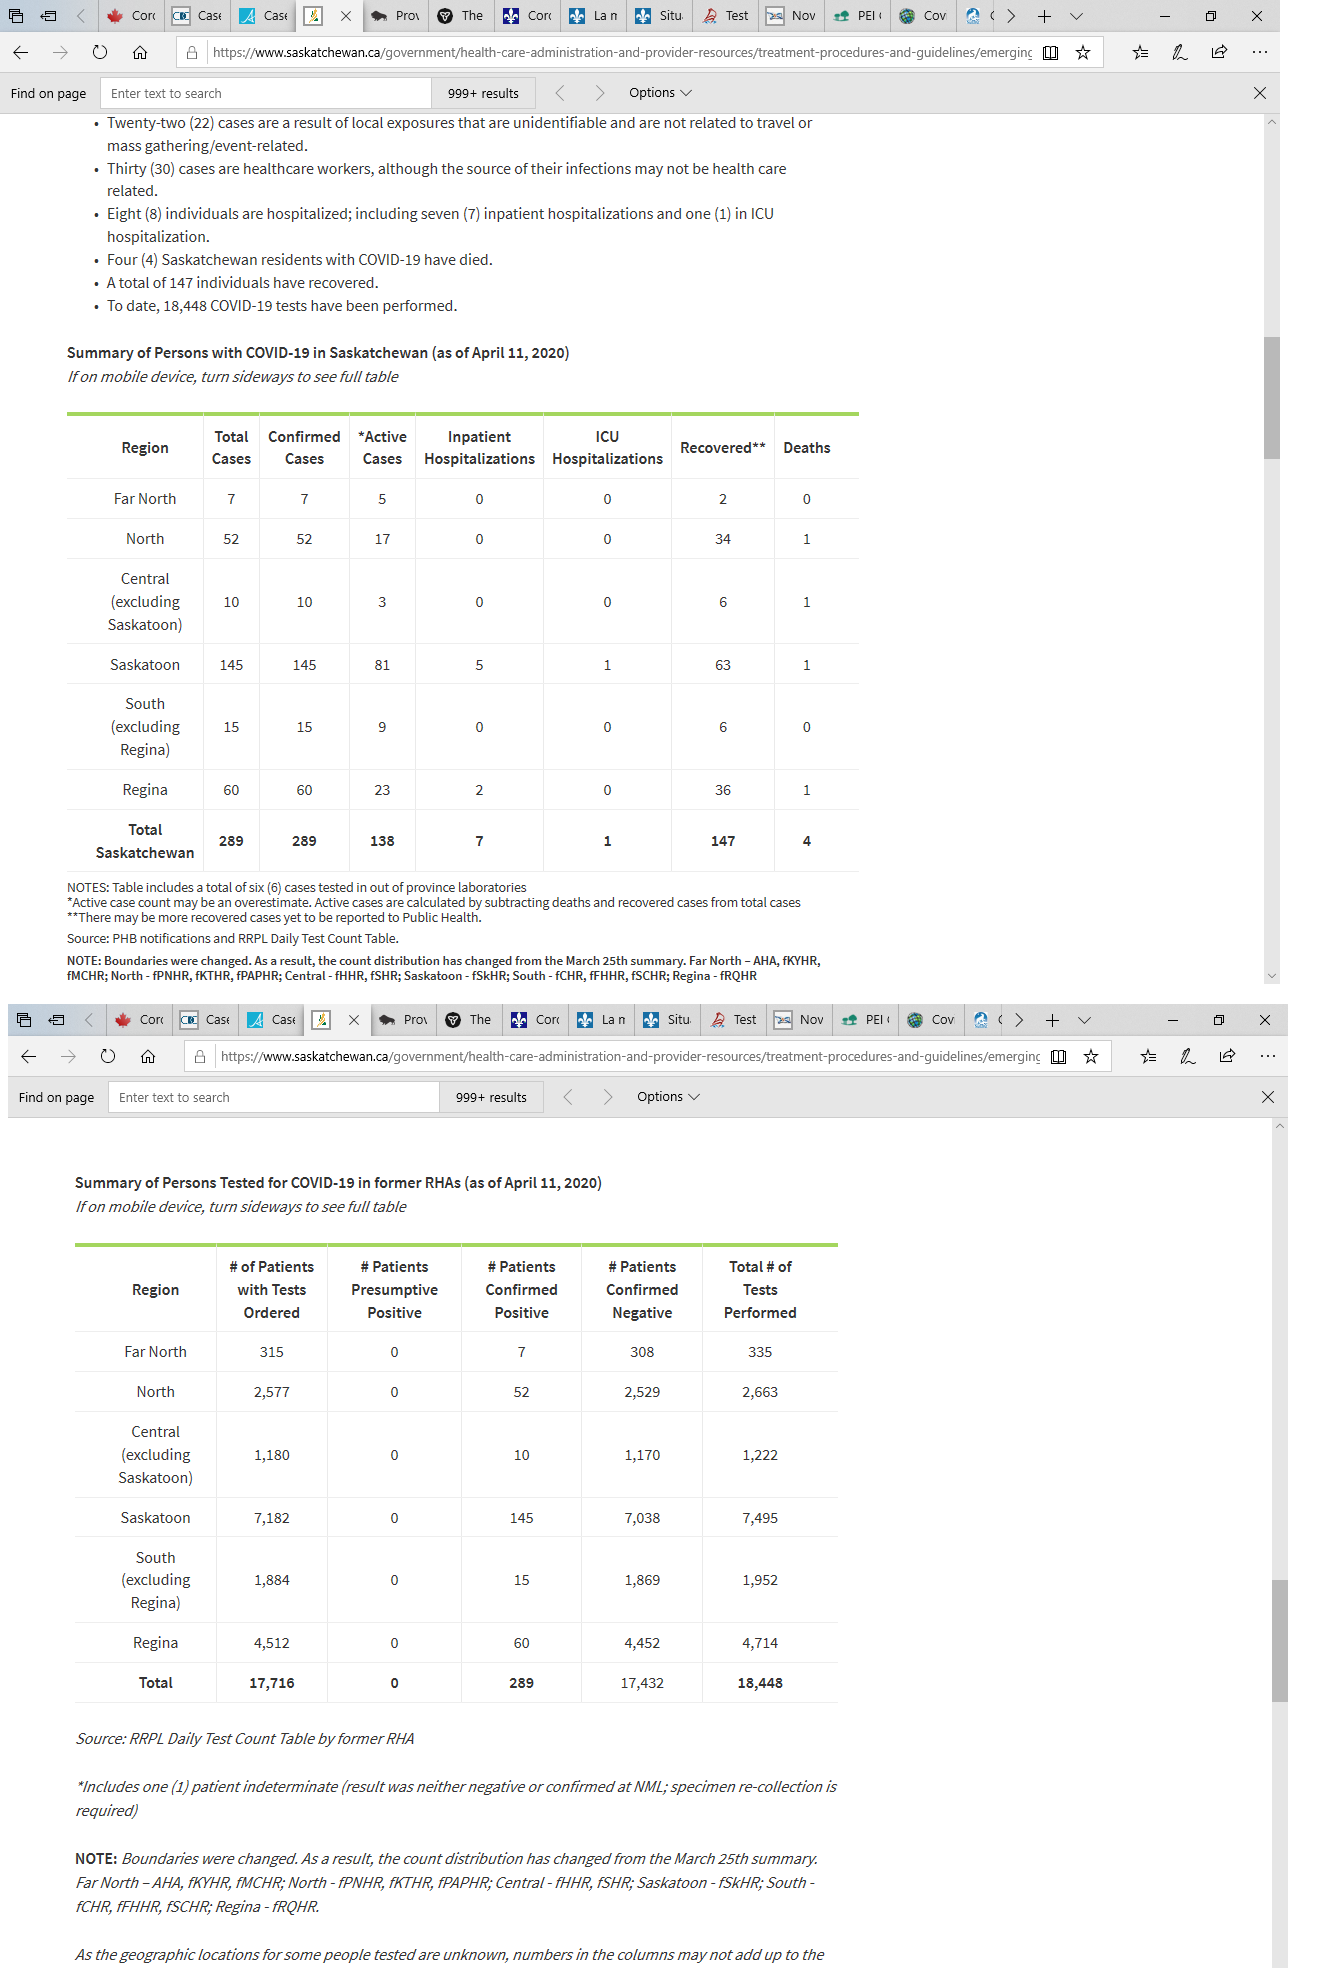 Corc
Case
Case
Prov
The
Corc
La n
Situ
Test
Nov
PEI
Cov
https://www.saskatchewan.ca/government/health-care-administration-and-provider-resources/treatment-procedures-and-guidelines/emerging
Find on page
Enter text to search
999+ results
Options
• Twenty-two (22) cases are a result of local exposures that are unidentifiable and are not related to travel or
mass gathering/event-related.
• Thirty (30) cases are healthcare workers, although the source of their infections may not be health care
related.
• Eight (8) individuals are hospitalized; including seven (7) inpatient hospitalizations and one (1) in ICU
hospitalization.
• Four (4) Saskatchewan residents with COVID-19 have died.
• A total of 147 individuals have recovered.
• To date, 18,448 COVID-19 tests have been performed.
Summary of Persons with COVID-19 in Saskatchewan (as of April 11, 2020)
If on mobile device, turn sideways to see full table
Region Total Cases Confirmed Cases *Active Cases Inpatient Hospitalizations ICU Hospitalizations Recovered** Deaths
Far North 7 7 5 0 0 2 0
North 52 52 17 0 0 34 1
Central (excluding Saskatoon) 10 10 3 0 0 6 1
Saskatoon 145 145 81 5 1 63 1
South (excluding Regina) 15 15 9 0 0 6 0
Regina 60 60 23 2 0 36 1
Total Saskatchewan 289 289 138 7 1 147 4
NOTES: Table includes a total of six (6) cases tested in out of province laboratories
*Active case count may be an overestimate. Active cases are calculated by subtracting deaths and recovered cases from total cases
**There may be more recovered cases yet to be reported to Public Health.
Source: PHB notifications and RRPL Daily Test Count Table.
NOTE: Boundaries were changed. As a result, the count distribution has changed from the March 25th summary. Far North – AHA, fKYHR,
fMCHR; North - fPNHR, fKTHR, fPAPHR; Central - fHHR, fSHR; Saskatoon - fSkHR; South - fCHR, fFHHR, fSCHR; Regina - fRQHR
Corc
Case
Case
Prov
The
Corc
La n
Situ
Test
Nov
PEI
Cov
https://www.saskatchewan.ca/government/health-care-administration-and-provider-resources/treatment-procedures-and-guidelines/emerging
Find on page
Enter text to search
999+ results
Options
Summary of Persons Tested for COVID-19 in former RHAs (as of April 11, 2020)
If on mobile device, turn sideways to see full table
Region # of Patients with Tests Ordered # Patients Presumptive Positive # Patients Confirmed Positive # Patients Confirmed Negative Total # of Tests Performed
Far North 315 0 7 308 335
North 2,577 0 52 2,529 2,663
Central (excluding Saskatoon) 1,180 0 10 1,170 1,222
Saskatoon 7,182 0 145 7,038 7,495
South (excluding Regina) 1,884 0 15 1,869 1,952
Regina 4,512 0 60 4,452 4,714
Total 17,716 0 289 17,432 18,448
Source: RRPL Daily Test Count Table by former RHA
*Includes one (1) patient indeterminate (result was neither negative or confirmed at NML; specimen re-collection is
required)
NOTE: Boundaries were changed. As a result, the count distribution has changed from the March 25th summary.
Far North – AHA, fKYHR, fMCHR; North - fPNHR, fKTHR, fPAPHR; Central - fHHR, fSHR; Saskatoon - fSkHR; South -
fCHR, fFHHR, fSCHR; Regina - fRQHR.
As the geographic locations for some people tested are unknown, numbers in the columns may not add up to the